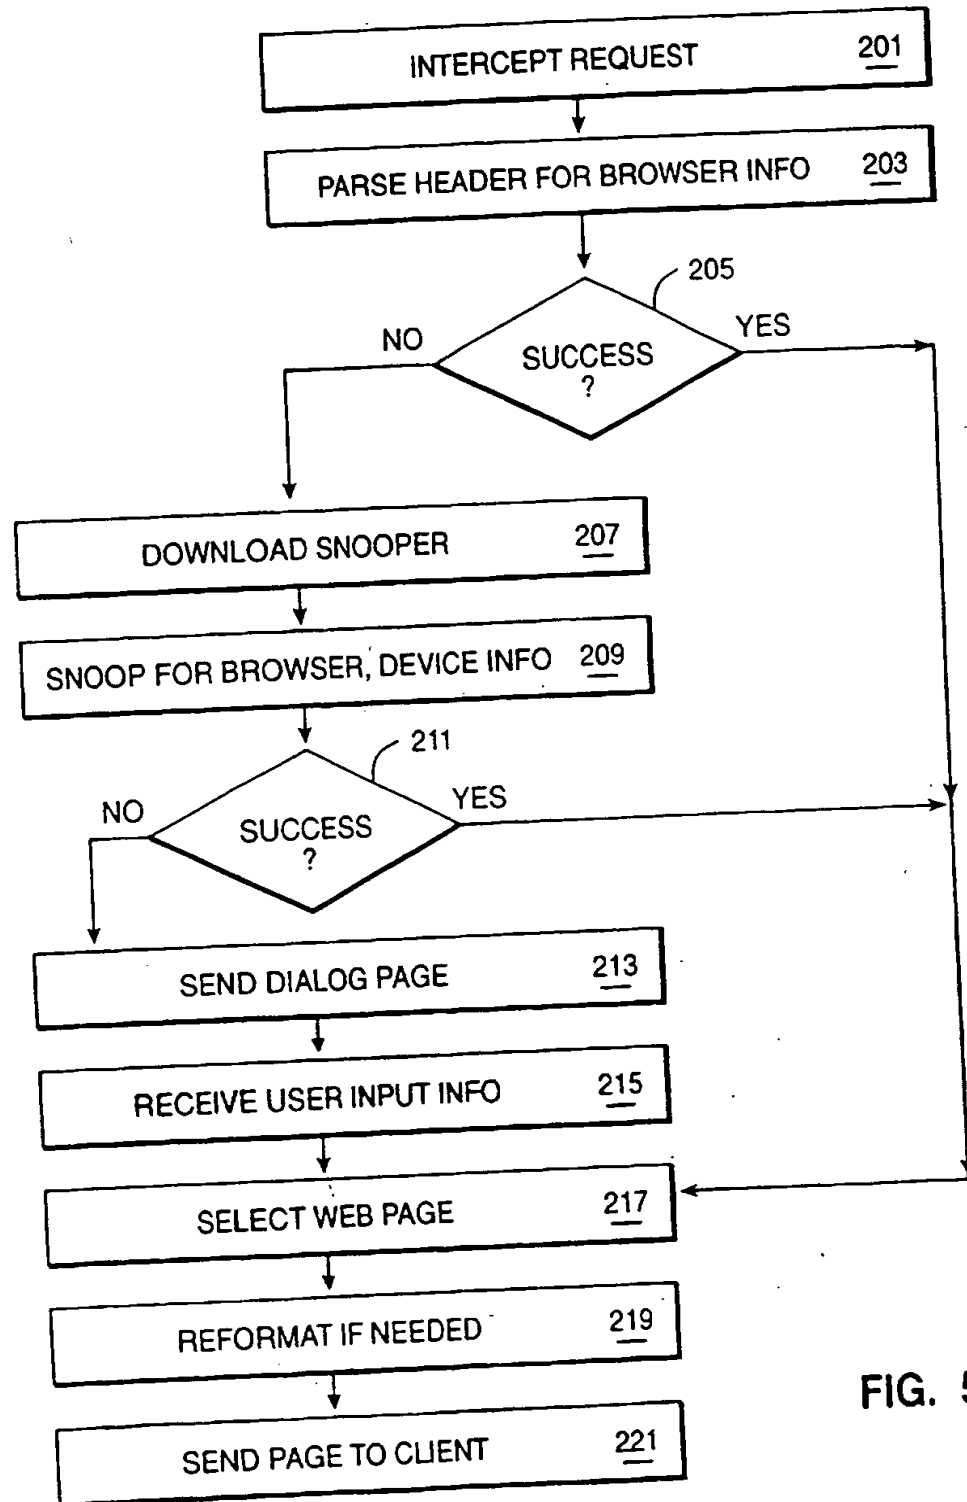 INTERCEPT REQUEST 201
PARSE HEADER FOR BROWSER INFO 203
205
NO
YES
SUCCESS
?
DOWNLOAD SNOOPER 207
SNOOP FOR BROWSER, DEVICE INFO 209
211
NO
YES
SUCCESS
?
SEND DIALOG PAGE 213
RECEIVE USER INPUT INFO 215
SELECT WEB PAGE 217
REFORMAT IF NEEDED 219
FIG. 5
SEND PAGE TO CLIENT 221